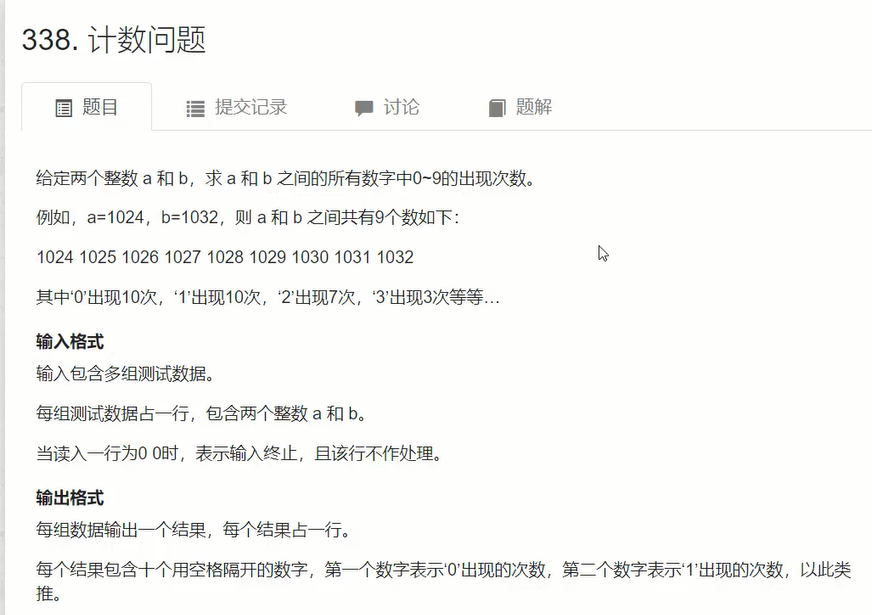 338. 计数问题
题目 提交记录 讨论 题解
给定两个整数 a 和 b，求 a 和 b 之间的所有数字中0~9的出现次数。
例如，a=1024，b=1032，则 a 和 b 之间共有9个数如下：
1024 1025 1026 1027 1028 1029 1030 1031 1032
其中‘0’出现10次，‘1’出现10次，‘2’出现7次，‘3’出现3次等等…
输入格式
输入包含多组测试数据。
每组测试数据占一行，包含两个整数 a 和 b。
当读入一行为0 0时，表示输入终止，且该行不作处理。
输出格式
每组数据输出一个结果，每个结果占一行。
每个结果包含十个用空格隔开的数字，第一个数字表示‘0’出现的次数，第二个数字表示‘1’出现的次数，以此类
推。